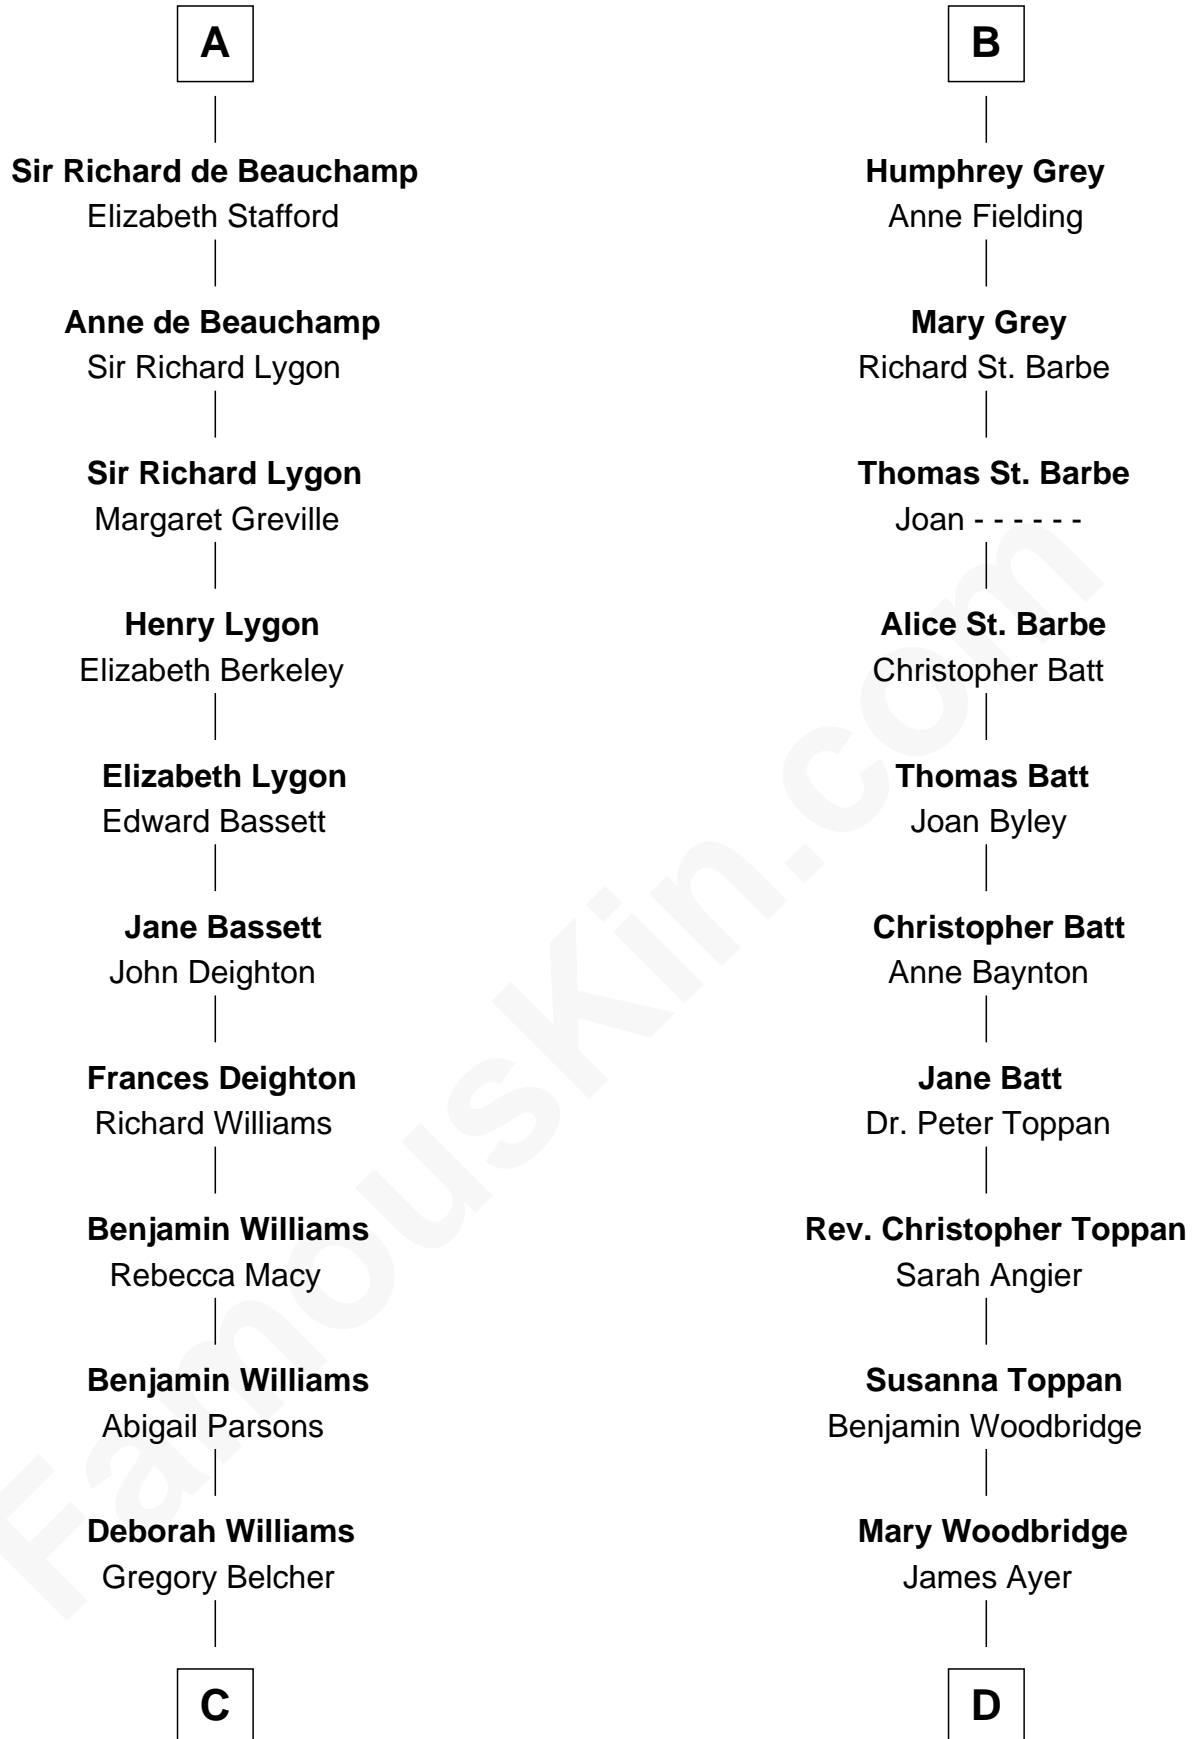 A
Sir Richard de Beauchamp
Elizabeth Stafford
Anne de Beauchamp
Sir Richard Lygon
Sir Richard Lygon
Margaret Greville
Henry Lygon
Elizabeth Berkeley
Elizabeth Lygon
Edward Bassett
Jane Bassett
John Deighton
Frances Deighton
Richard Williams
Benjamin Williams
Rebecca Macy
Benjamin Williams
Abigail Parsons
Deborah Williams
Gregory Belcher
C
B
Humphrey Grey
Anne Fielding
Mary Grey
Richard St. Barbe
Thomas St. Barbe
Joan - - - - - -
Alice St. Barbe
Christopher Batt
Thomas Batt
Joan Byley
Christopher Batt
Anne Baynton
Jane Batt
Dr. Peter Toppan
Rev. Christopher Toppan
Sarah Angier
Susanna Toppan
Benjamin Woodbridge
Mary Woodbridge
James Ayer
D
FamousKin.com